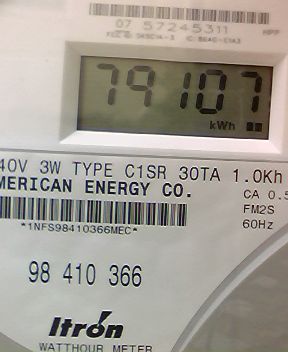 07 57245311
79107
kWh
40V 3W TYPE C1SR 30TA 1.0Kh
MERICAN ENERGY CO.
CA 0.5
*1NFS98410366MEC*
FM2S
60Hz
98 410 366
Itron
WATTHOUR METER